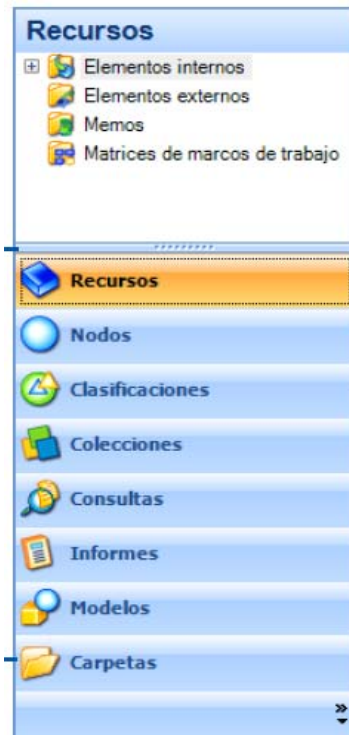 Recursos
Elementos internos
Elementos externos
Memos
Matrices de marcos de trabajo
Recursos
Nodos
Clasificaciones
Colecciones
Consultas
Informes
Modelos
Carpetas